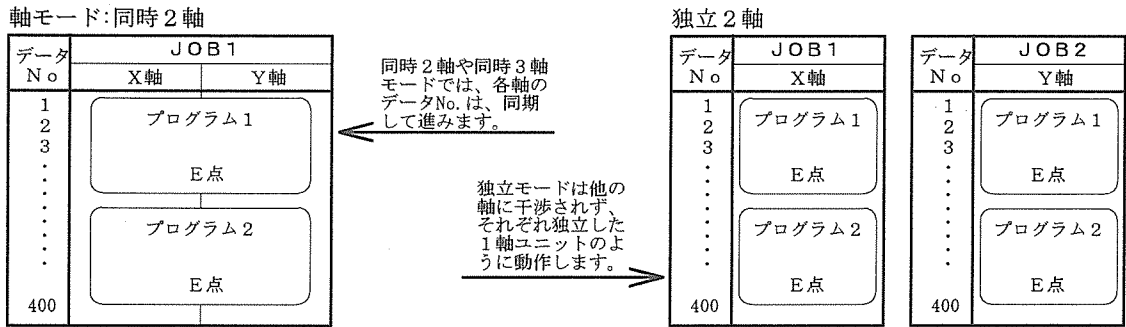 軸モード:同時2軸
データ
No
JOB1
X軸 Y軸
1
2
3
400
プログラム1
E点
プログラム2
E点
同時2軸や同時3軸
モードでは、各軸の
データNo.は、同期
して進みます。
独立モードは他の
軸に干渉されず、
それぞれ独立した
1軸ユニットのよ
うに動作します。
独立2軸
データ
No
JOB1
X軸
1
2
3
400
プログラム1
E点
プログラム2
E点
データ
No
JOB2
Y軸
1
2
3
400
プログラム1
E点
プログラム2
E点